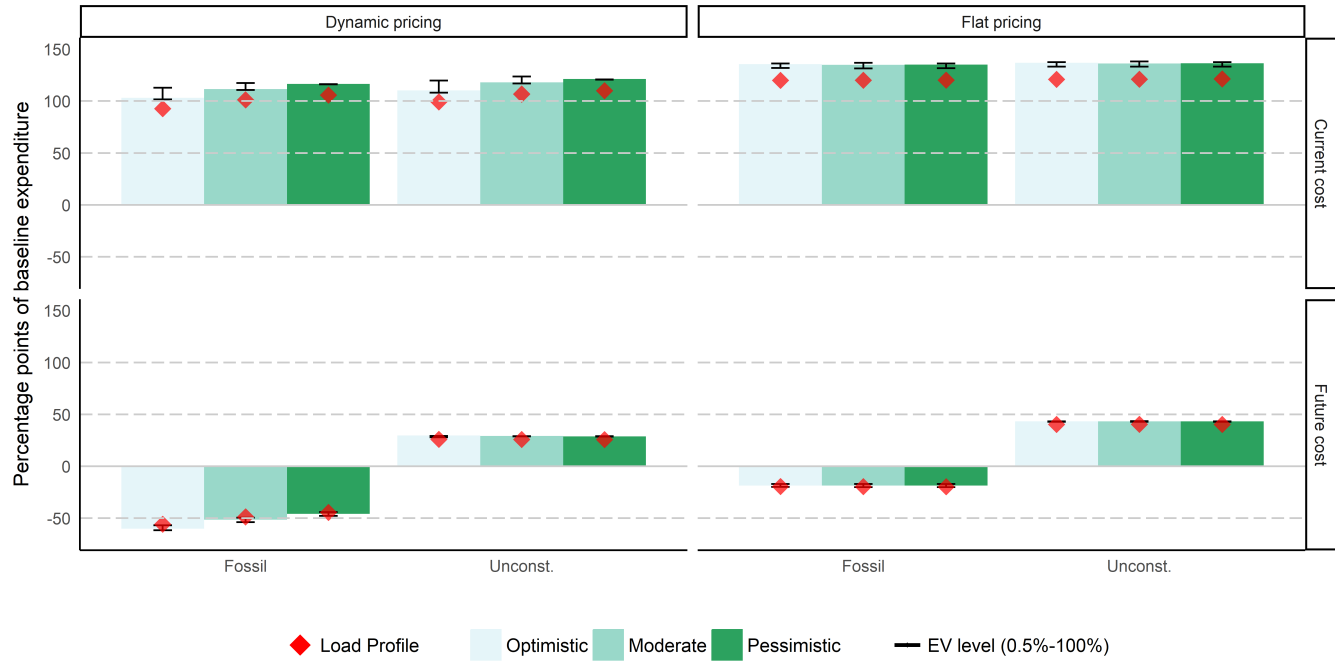 Dynamic pricing
Flat pricing
Percentage points of baseline expenditure
150
100
50
0
-50
Current cost
150
100
50
0
-50
Future cost
Fossil
Unconst.
Fossil
Unconst.
Load Profile
Optimistic
Moderate
Pessimistic
EV level (0.5%-100%)